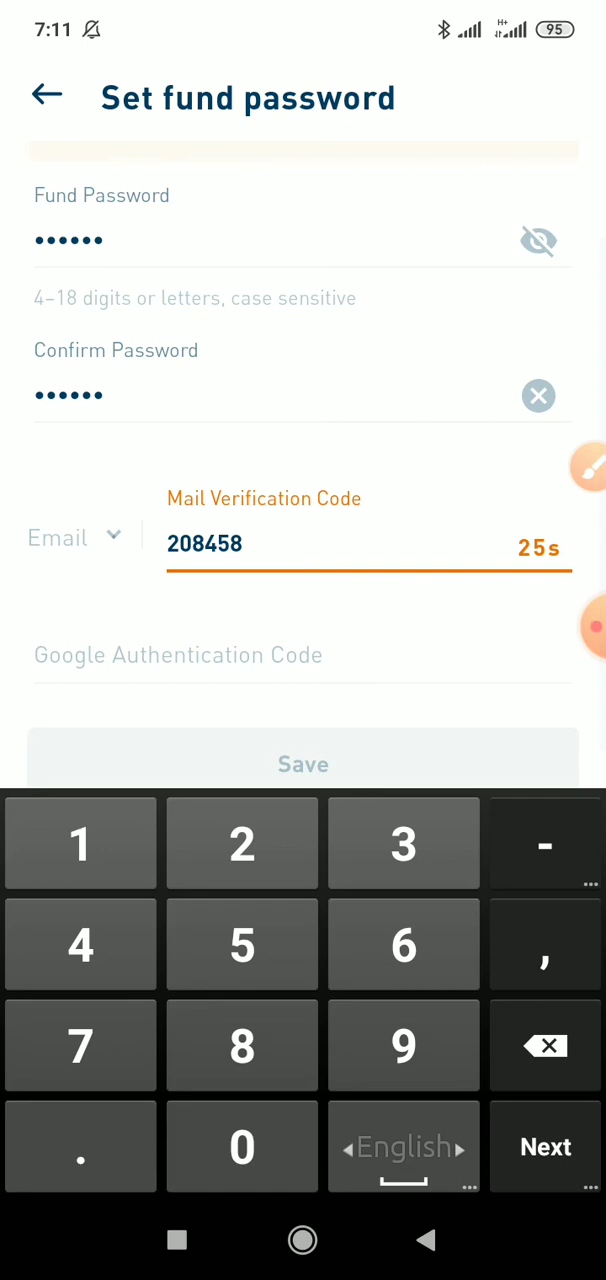 7:11
H+
95
Set fund password
Fund Password
••••••
4–18 digits or letters, case sensitive
Confirm Password
••••••
Mail Verification Code
Email
208458
25s
Google Authentication Code
Save
1 2 3 -
4 5 6 ,
7 8 9
. 0 English Next